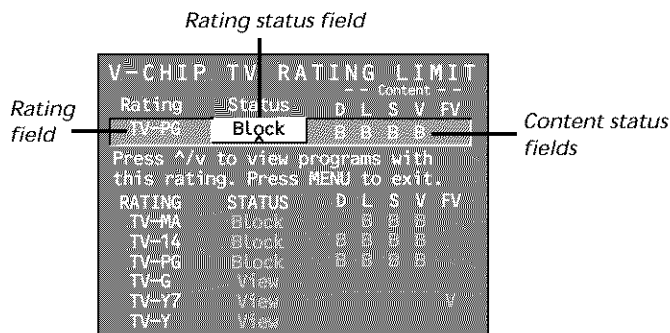 Rating status field
V-CHIP TV RATING LIMIT
-- Content --
Rating Status D L S V FV
Rating field
TV-PG Block B B B B
Content status fields
Press ^/v to view programs with
this rating. Press MENU to exit.
RATING STATUS D L S V FV
TV-MA Block B B B
TV-14 Block B B B B
TV-PG Block B B B B
TV-G View
TV-Y7 View V
TV-Y View